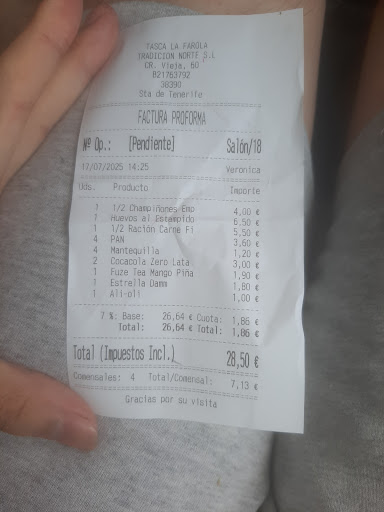 TASCA LA FAROLA
TRADICION NORTE S.L
CR. Vieja, 60
821763792
38390
Sta de Tenerife
FACTURA PROFORMA
Nº Op.: [Pendiente] Salón/18
17/07/2025 14:25 Veronica
Uds. Producto Importe
1 1/2 Champiñones Emp 4,00 €
1 Huevos al Estampido 6,50 €
1 1/2 Ración Carne Fi 5,50 €
4 PAN 3,60 €
4 Mantequilla 1,20 €
2 Cocacola Zero Lata 3,00 €
1 Fuze Tea Mango Piña 1,90 €
1 Estrella Damm 1,80 €
1 Ali-oli 1,00 €
7 %: Base: 26,64 € Cuota: 1,86 €
Total: 26,64 € Total: 1,86 €
Total (Impuestos Incl.) 28,50 €
Comensales: 4 Total/Comensal: 7,13 €
Gracias por su visita